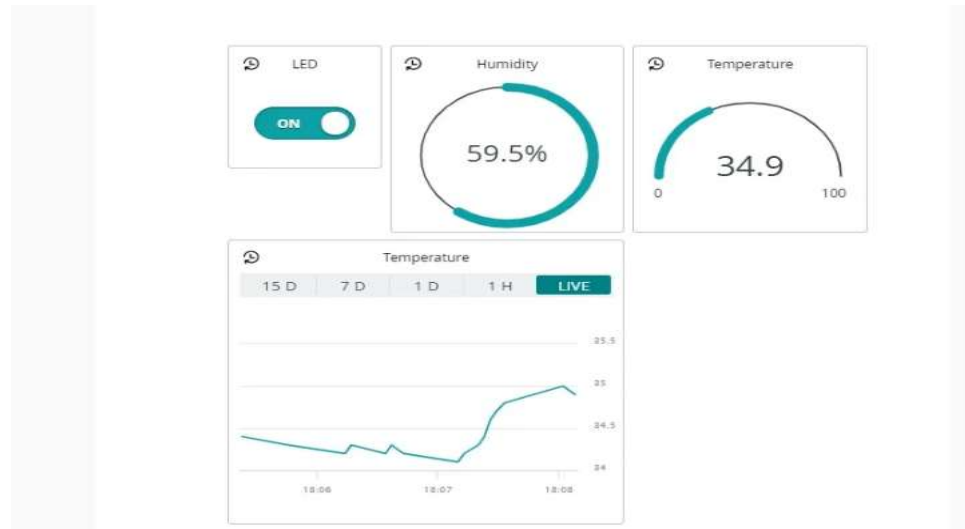 LED
ON
Humidity
59.5%
Temperature
34.9
0
100
Temperature
15 D 7 D 1 D 1 H LIVE
35.5
35
34.5
34
18:06 18:07 18:08